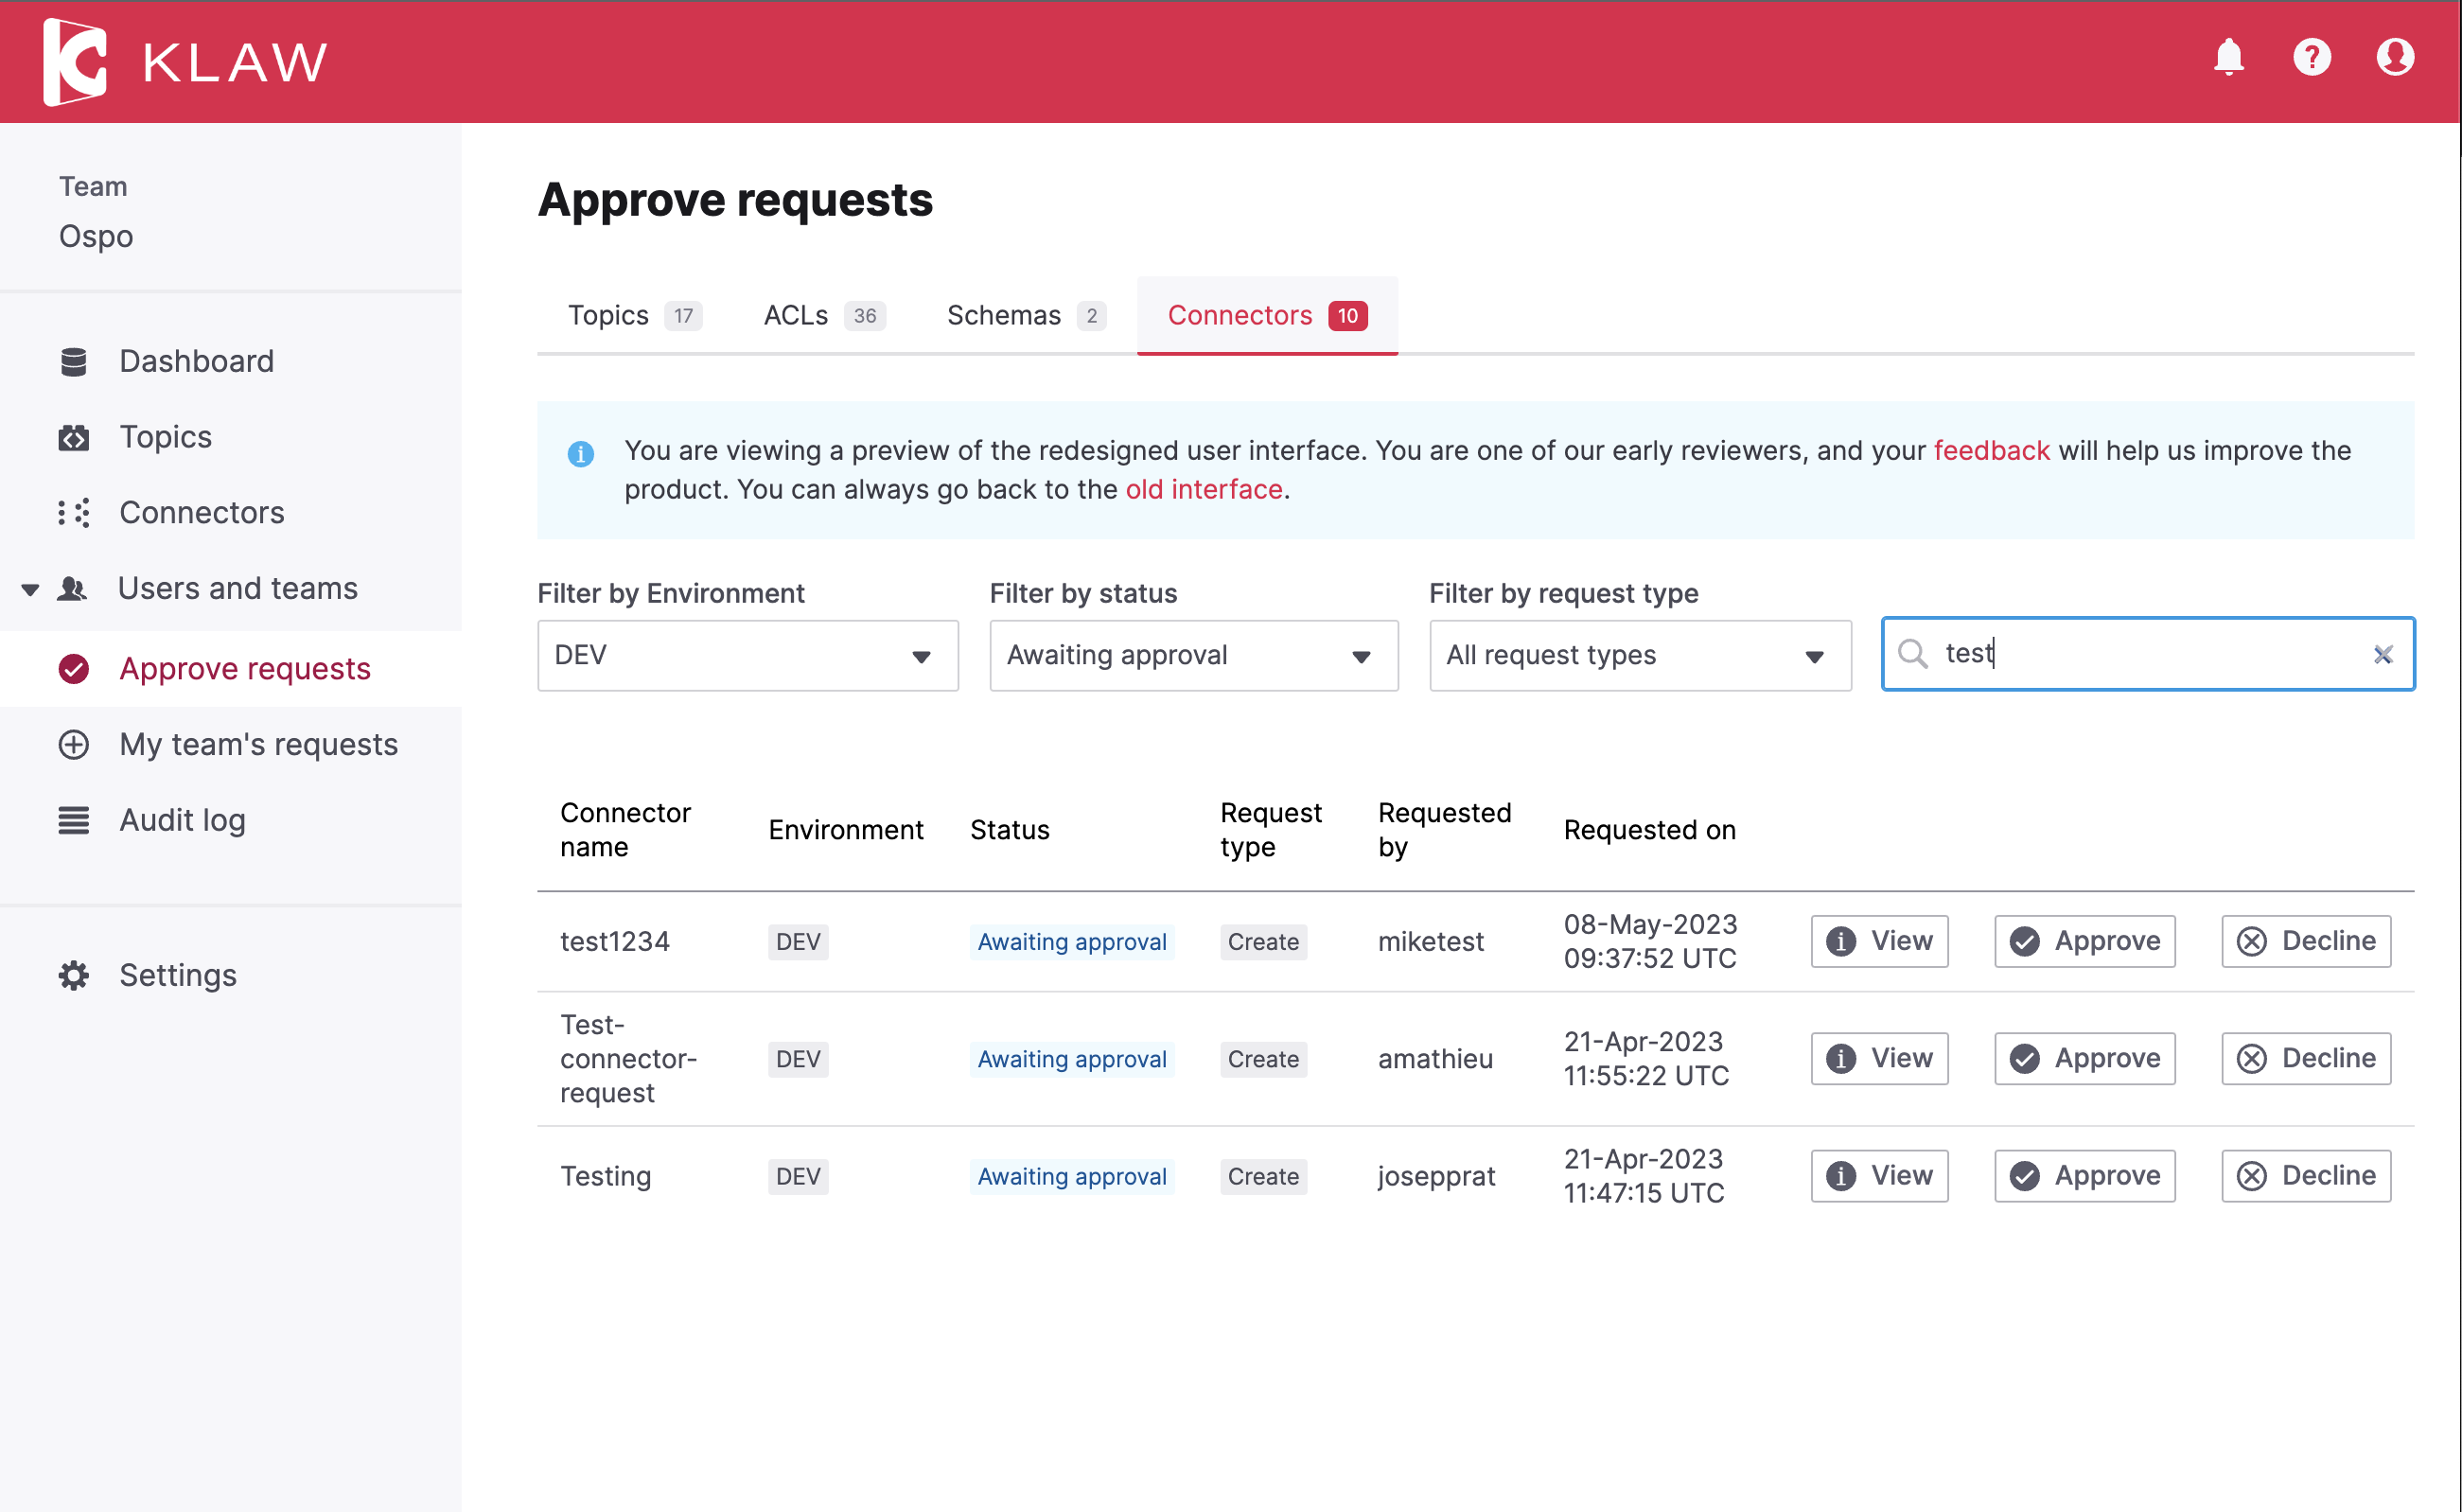 KLAW
Team
Ospo
Dashboard
Topics
Connectors
Users and teams
Approve requests
My team's requests
Audit log
Settings
Approve requests
Topics 17 ACLs 36 Schemas 2 Connectors 10
You are viewing a preview of the redesigned user interface. You are one of our early reviewers, and your feedback will help us improve the
product. You can always go back to the old interface.
Filter by Environment Filter by status Filter by request type
DEV Awaiting approval All request types test
Connector name Environment Status Request type Requested by Requested on
test1234 DEV Awaiting approval Create miketest 08-May-2023 09:37:52 UTC View Approve Decline
Test-connector-request DEV Awaiting approval Create amathieu 21-Apr-2023 11:55:22 UTC View Approve Decline
Testing DEV Awaiting approval Create josepprat 21-Apr-2023 11:47:15 UTC View Approve Decline